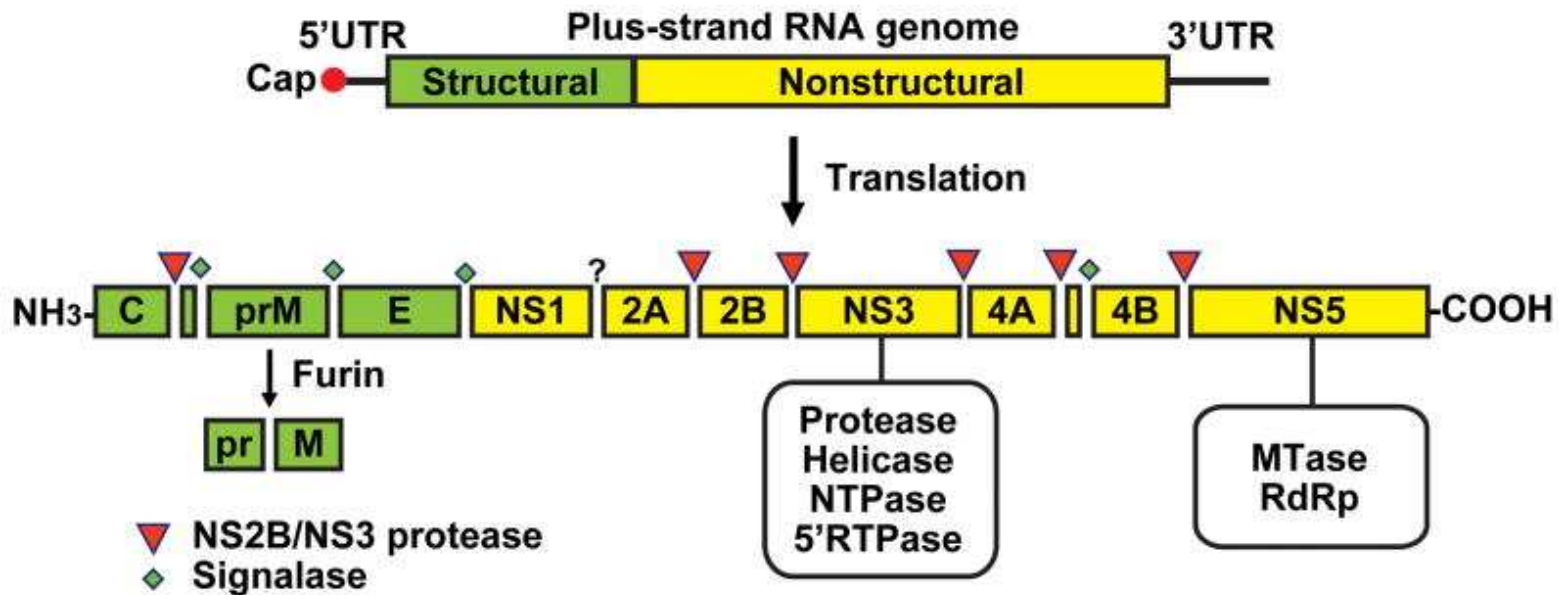 Plus-strand RNA genome
5’UTR 3’UTR
Cap Structural Nonstructural
Translation
?
NH3- C prM E NS1 2A 2B NS3 4A 4B NS5 -COOH
Furin
pr M
Protease
Helicase
NTPase
5’RTPase
MTase
RdRp
NS2B/NS3 protease
Signalase